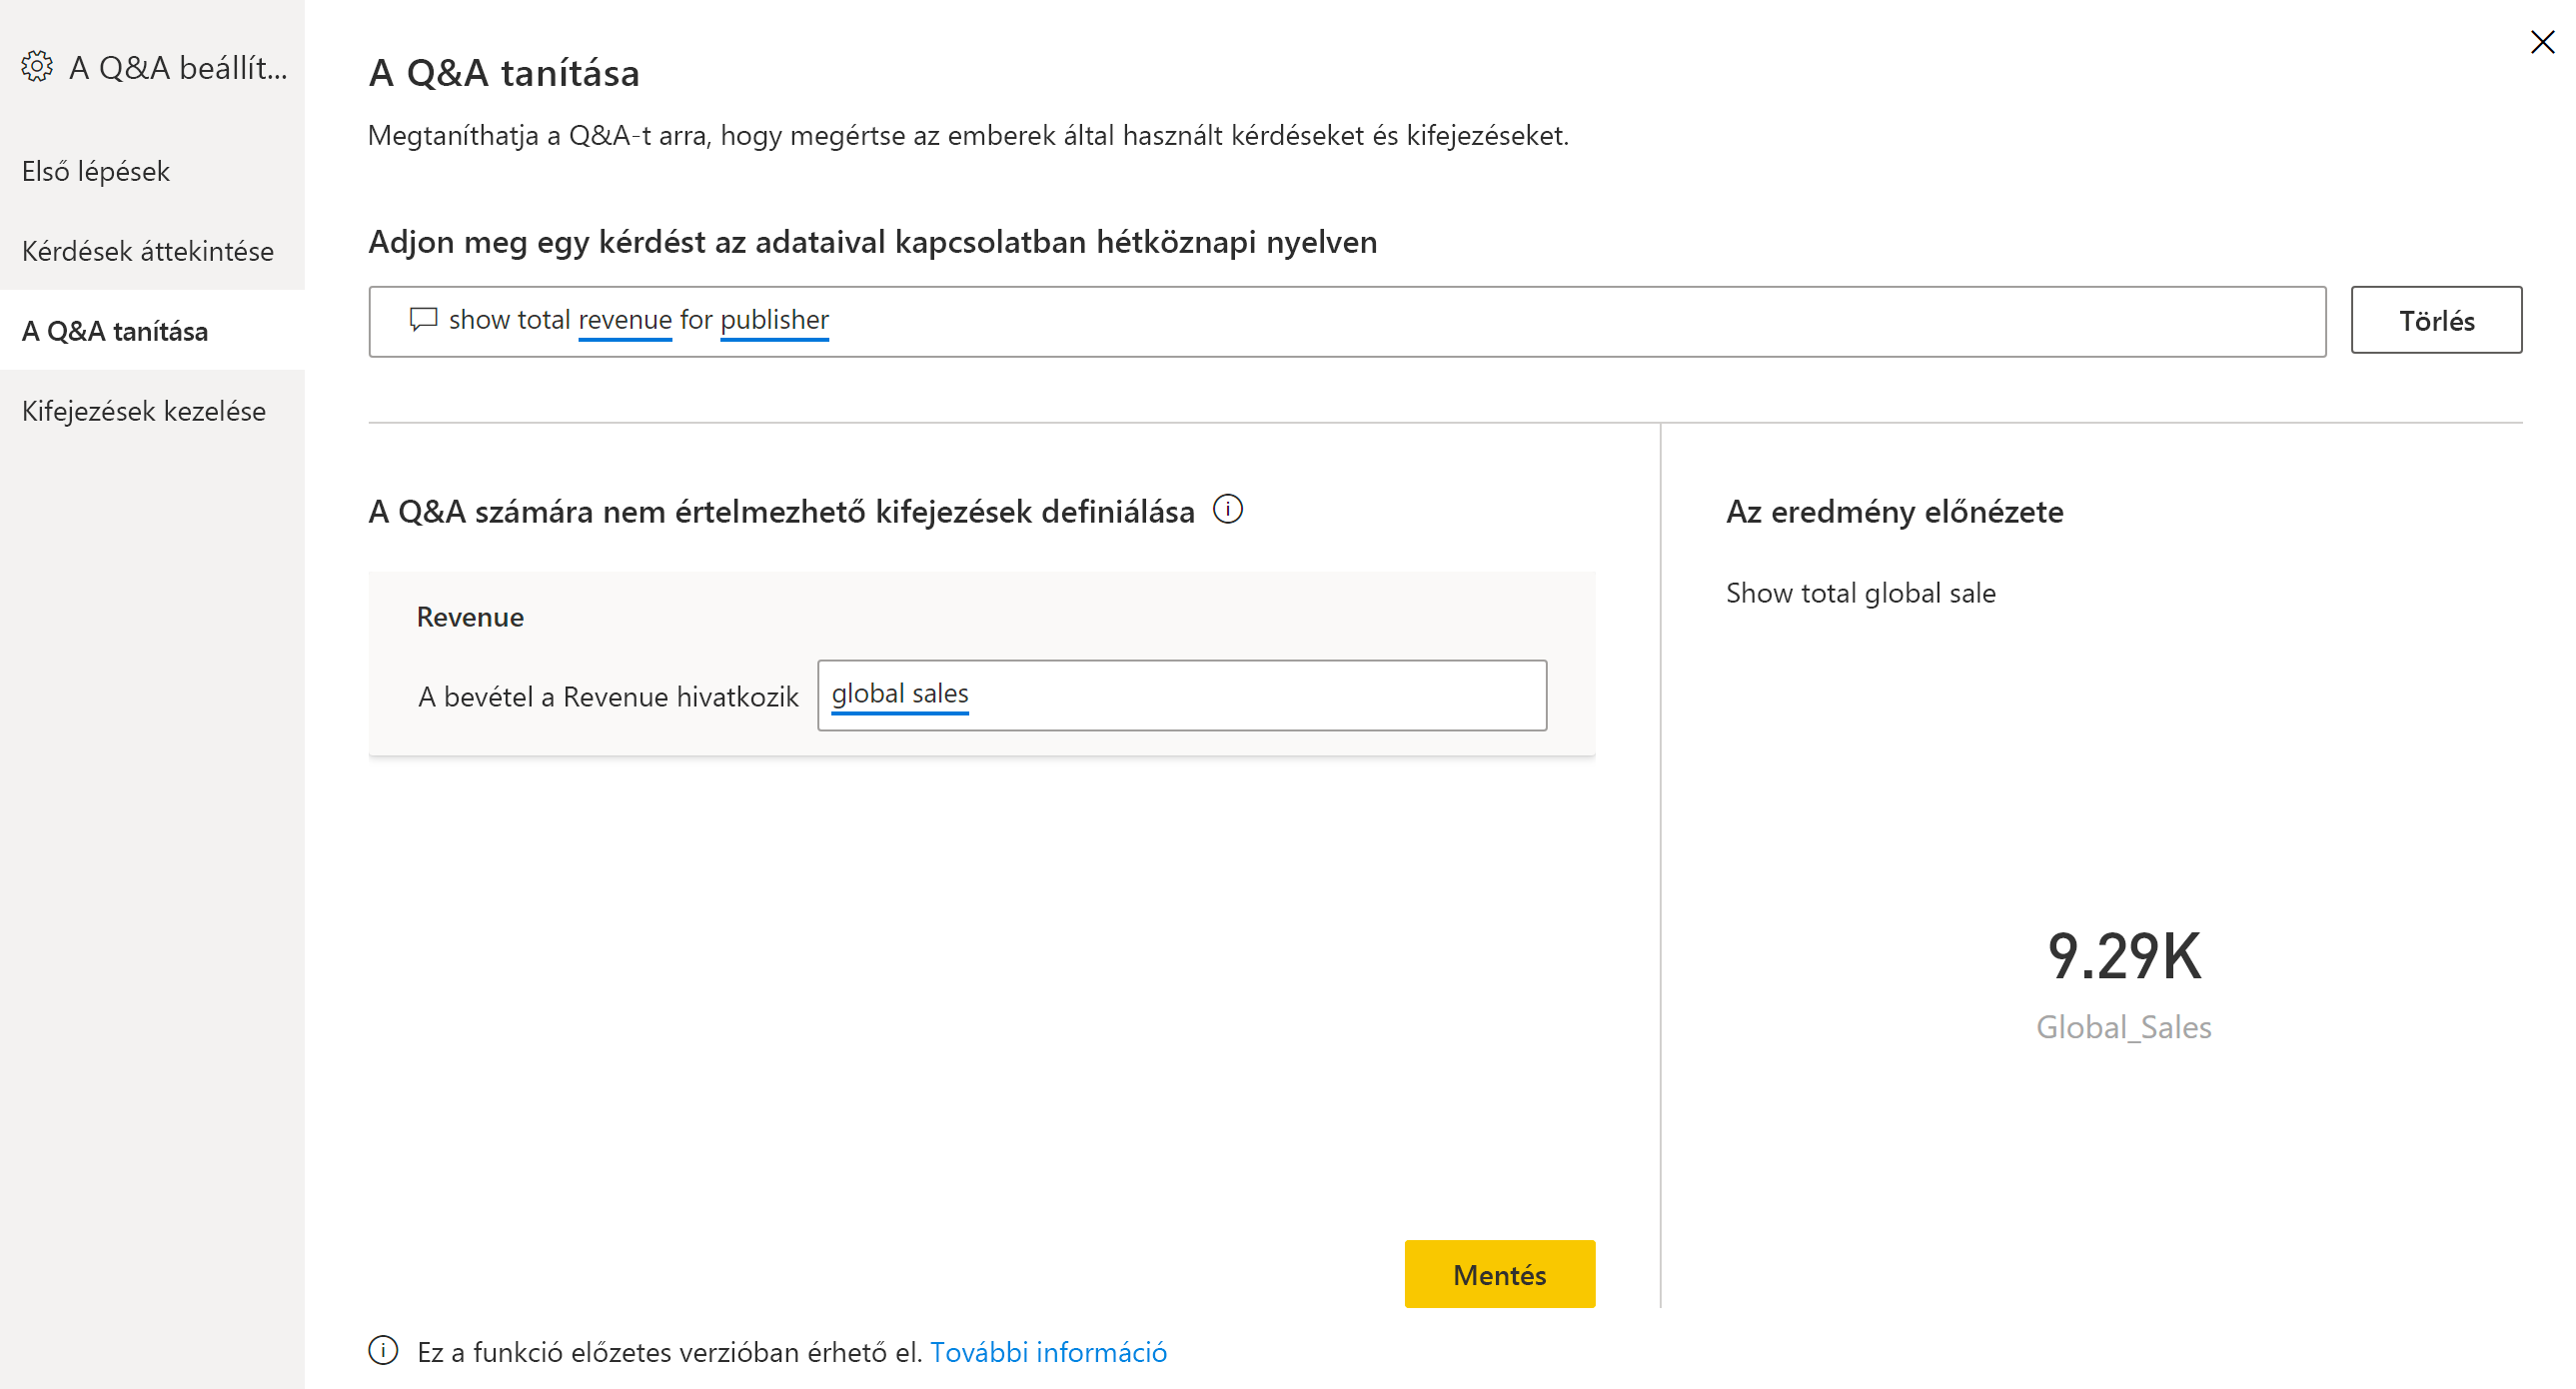 A Q&A beállít...
Első lépések
Kérdések áttekintése
A Q&A tanítása
Kifejezések kezelése
A Q&A tanítása
Megtaníthatja a Q&A-t arra, hogy megértse az emberek által használt kérdéseket és kifejezéseket.
Adjon meg egy kérdést az adataival kapcsolatban hétköznapi nyelven
show total revenue for publisher
Törlés
A Q&A számára nem értelmezhető kifejezések definiálása
Revenue
A bevétel a Revenue hivatkozik
global sales
Mentés
Az eredmény előnézete
Show total global sale
9.29K
Global_Sales
Ez a funkció előzetes verzióban érhető el. További információ